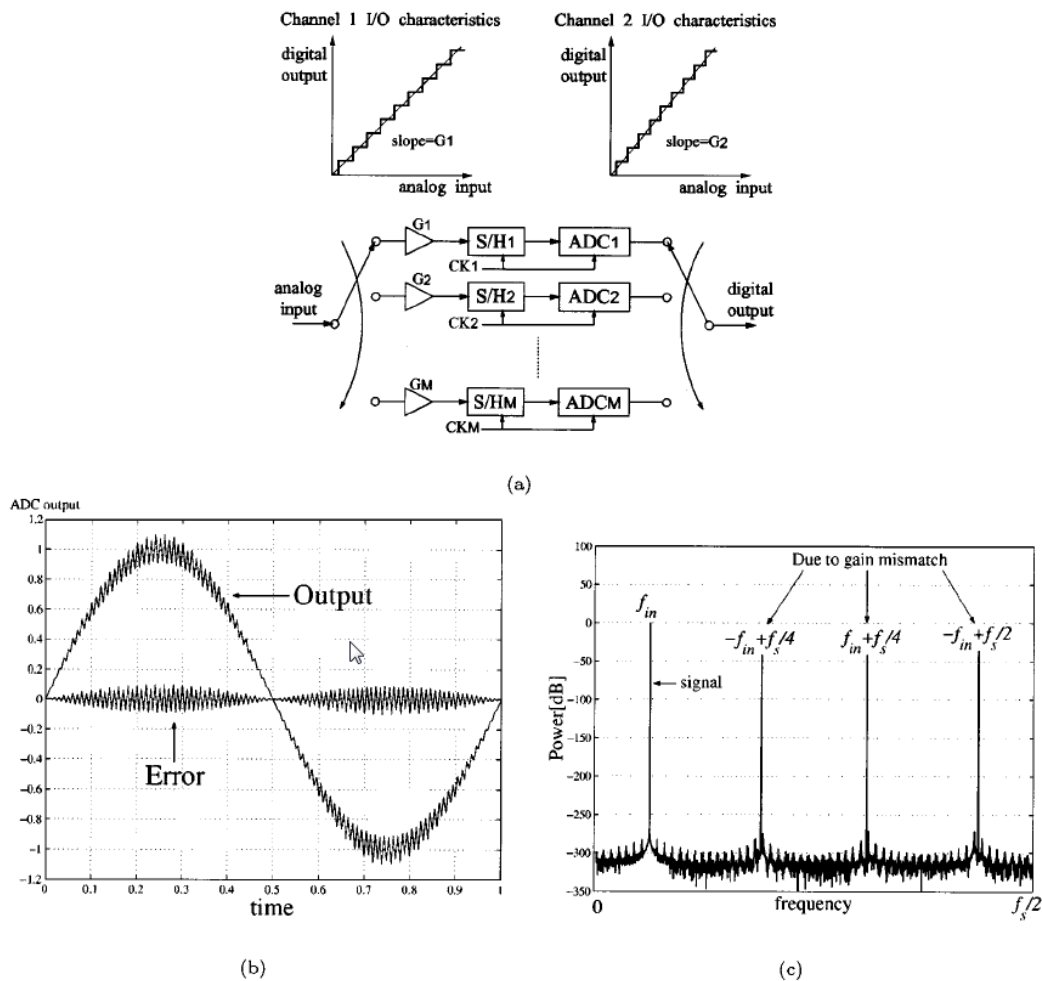 Channel 1 I/O characteristics
Channel 2 I/O characteristics
digital
output
slope=G1
analog input
digital
output
slope=G2
analog input
analog
input
G1
S/H1
ADC1
CK1
G2
S/H2
ADC2
CK2
GM
S/HM
ADCM
CKM
digital
output
(a)
ADC output
1.2
1
0.8
0.6
0.4
0.2
0
−0.2
−0.4
−0.6
−0.8
−1
−1.2
Output
Error
0
0.1
0.2
0.3
0.4
0.5
0.6
0.7
0.8
0.9
1
time
(b)
100
50
0
−50
−100
−150
−200
−250
−300
−350
Power[dB]
Due to gain mismatch
f_in
−f_in+f_s/4
f_in+f_s/4
−f_in+f_s/2
signal
0
frequency
f_s/2
(c)